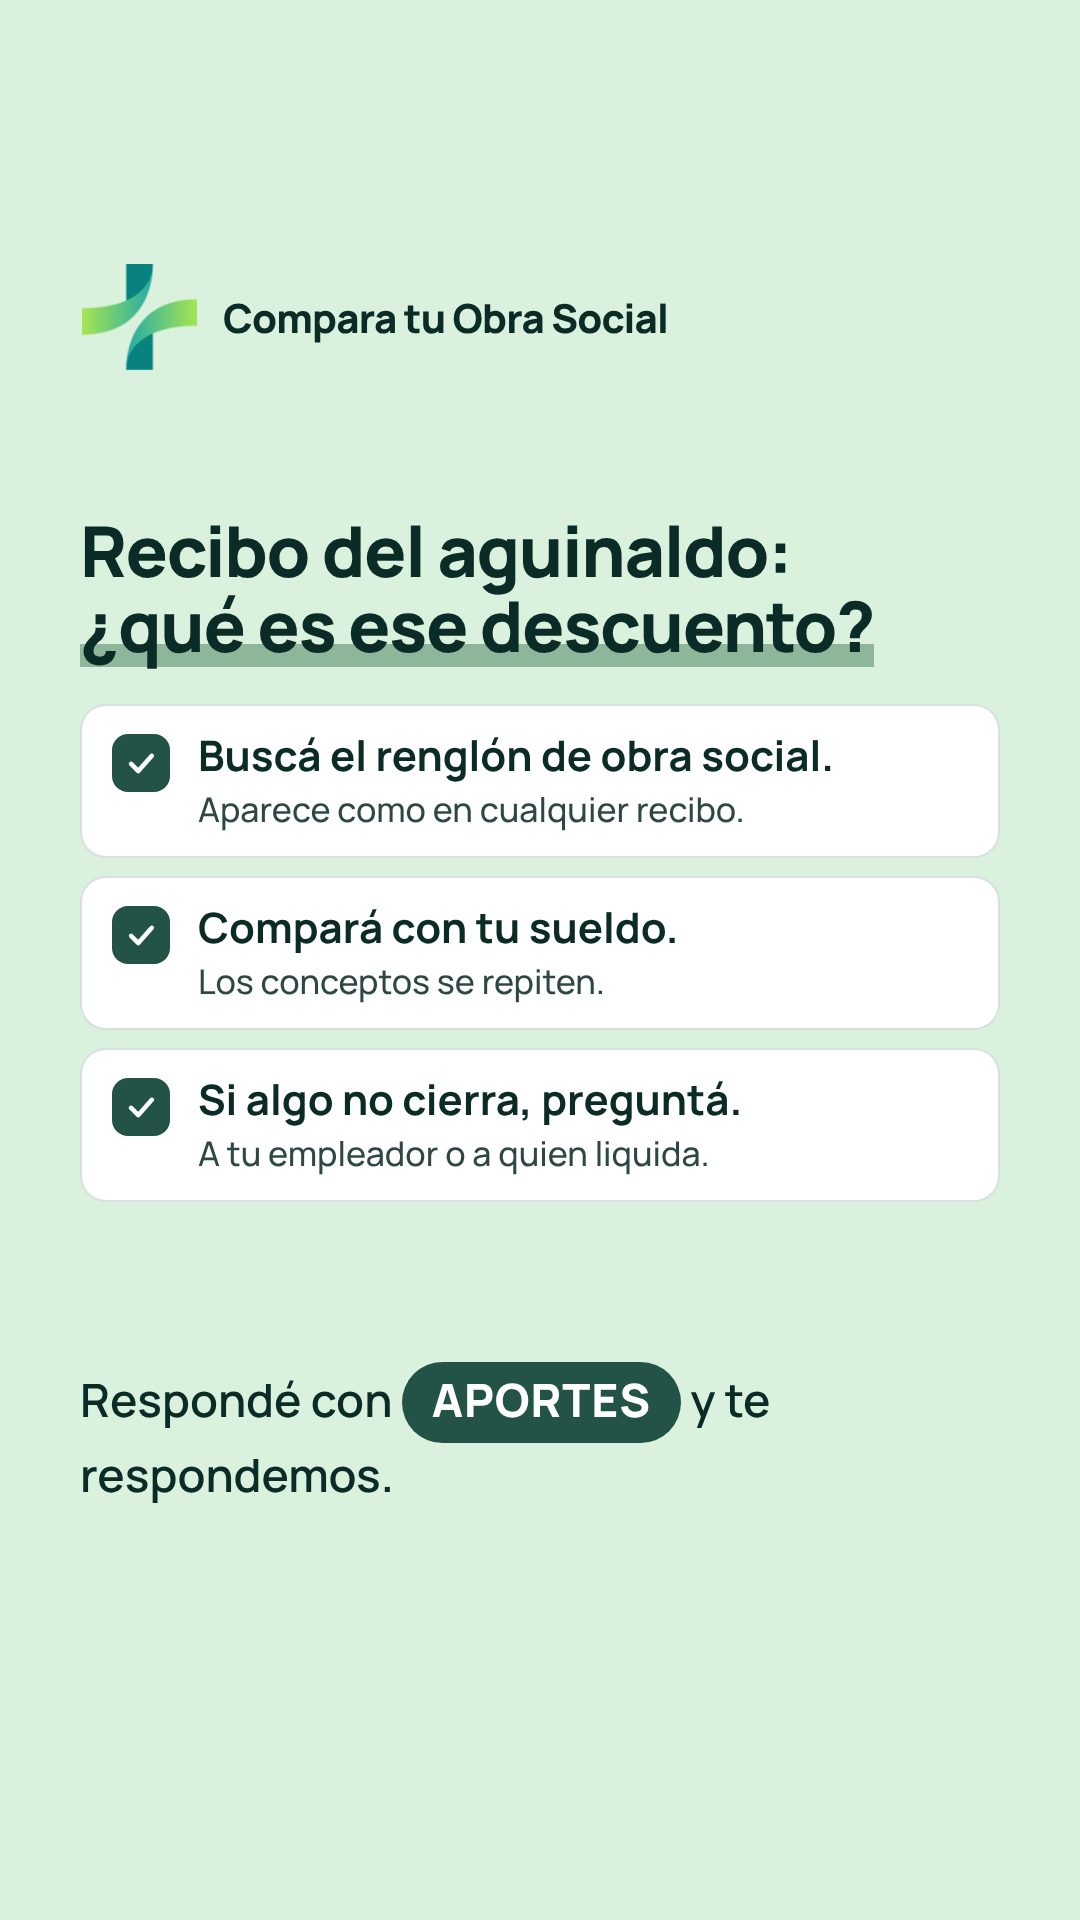 Compara tu Obra Social
Recibo del aguinaldo:
¿qué es ese descuento?
Buscá el renglón de obra social.
Aparece como en cualquier recibo.
Compará con tu sueldo.
Los conceptos se repiten.
Si algo no cierra, preguntá.
A tu empleador o a quien liquida.
Respondé con APORTES y te
respondemos.